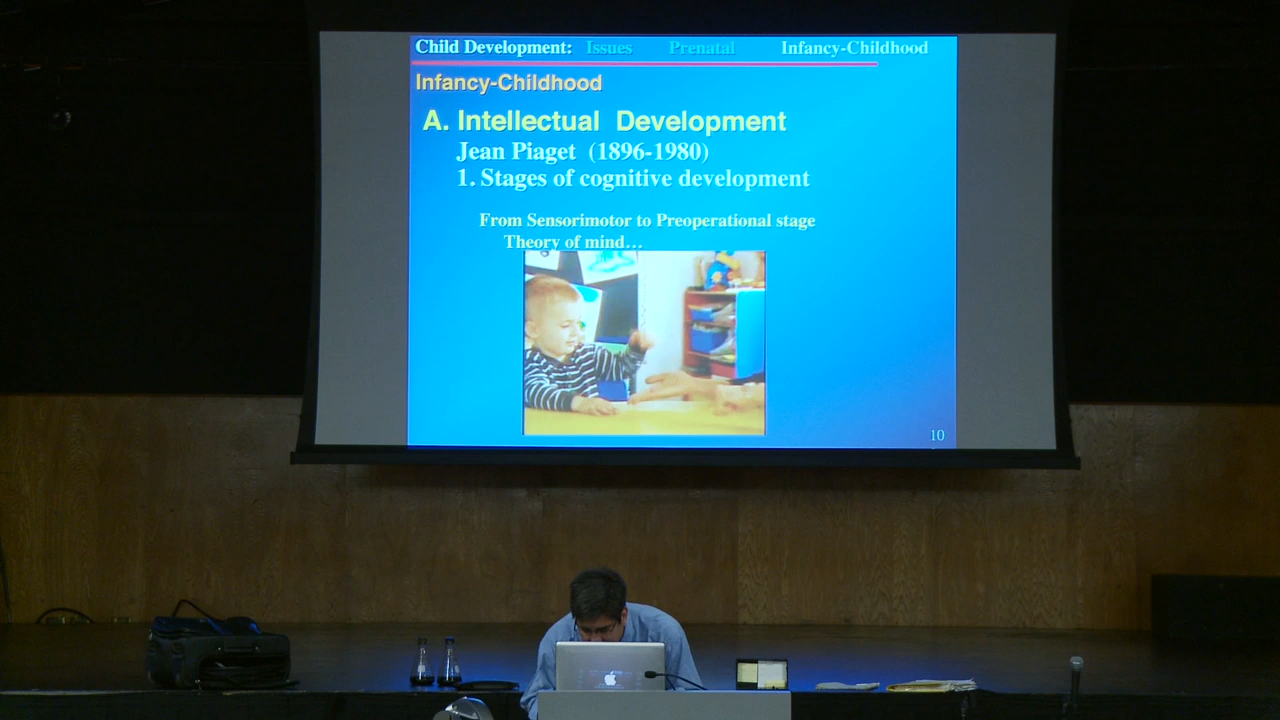 Child Development: Issues Prenatal Infancy-Childhood
Infancy-Childhood
A. Intellectual Development
Jean Piaget (1896-1980)
1. Stages of cognitive development
From Sensorimotor to Preoperational stage
Theory of mind…
10